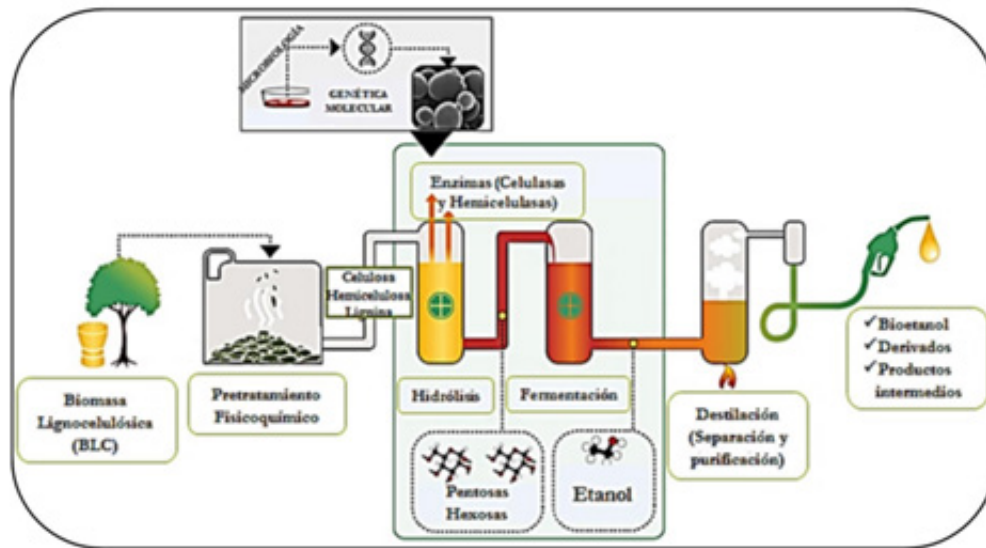 MICROBIOLOGÍA
GENÉTICA
MOLECULAR
Enzimas (Celulasas
y Hemicelulasas)
Celulosa
Hemicelulosa
Lignina
Biomasa
Lignocelulósica
(BLC)
Pretratamiento
Fisicoquímico
Hidrólisis
Fermentación
Pentosas
Hexosas
Etanol
Destilación
(Separación y
purificación)
✓Bioetanol
✓Derivados
✓Productos
intermedios